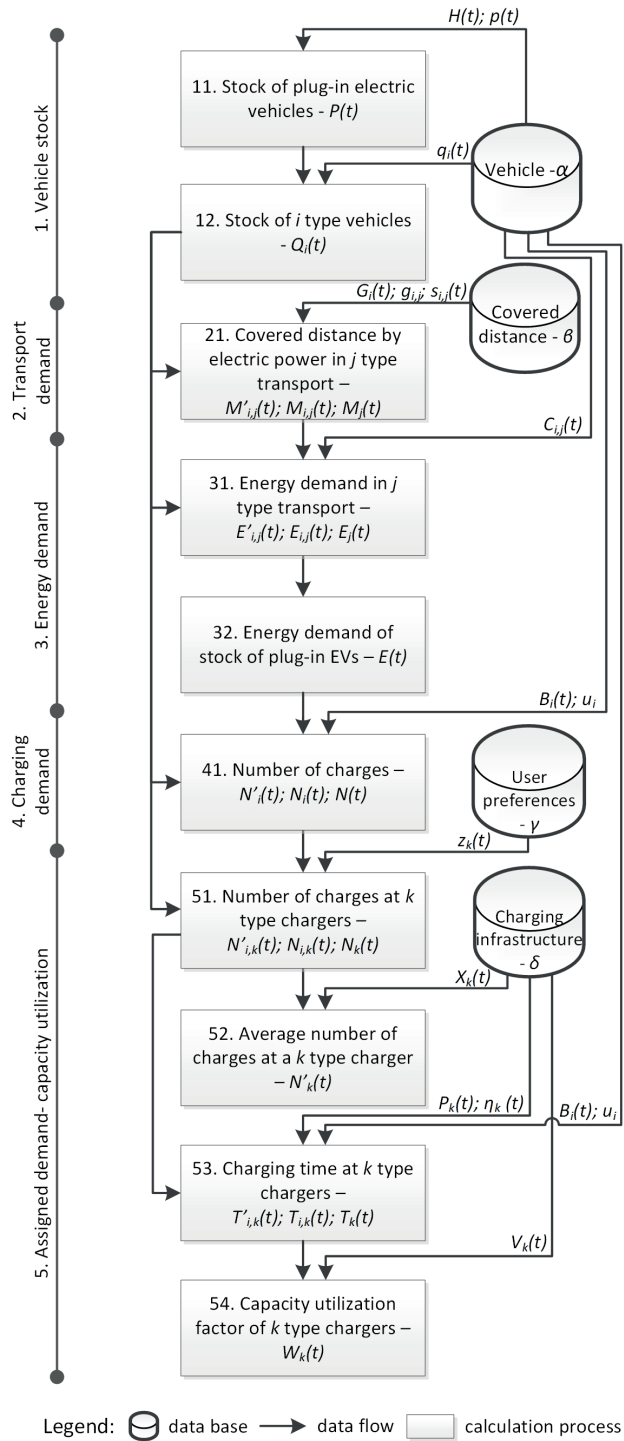 H(t); p(t)
11. Stock of plug-in electric
vehicles - P(t)
qi(t)
Vehicle -α
12. Stock of i type vehicles
- Qi(t)
1. Vehicle stock
Gi(t); gi,j; si,j(t)
Covered
distance - β
21. Covered distance by
electric power in j type
transport –
M'i,j(t); Mi,j(t); Mj(t)
2. Transport
demand
Ci,j(t)
31. Energy demand in j
type transport –
E'i,j(t); Ei,j(t); Ej(t)
32. Energy demand of
stock of plug-in EVs – E(t)
3. Energy demand
Bi(t); ui
41. Number of charges –
N'i(t); Ni(t); N(t)
4. Charging
demand
User
preferences
- γ
zk(t)
51. Number of charges at k
type chargers –
N'i,k(t); Ni,k(t); Nk(t)
Charging
infrastructure
- δ
Xk(t)
52. Average number of
charges at a k type charger
– N'k(t)
Pk(t); ηk (t)
Bi(t); ui
53. Charging time at k type
chargers –
T'i,k(t); Ti,k(t); Tk(t)
Vk(t)
54. Capacity utilization
factor of k type chargers –
Wk(t)
5. Assigned demand- capacity utilization
Legend: data base data flow calculation process